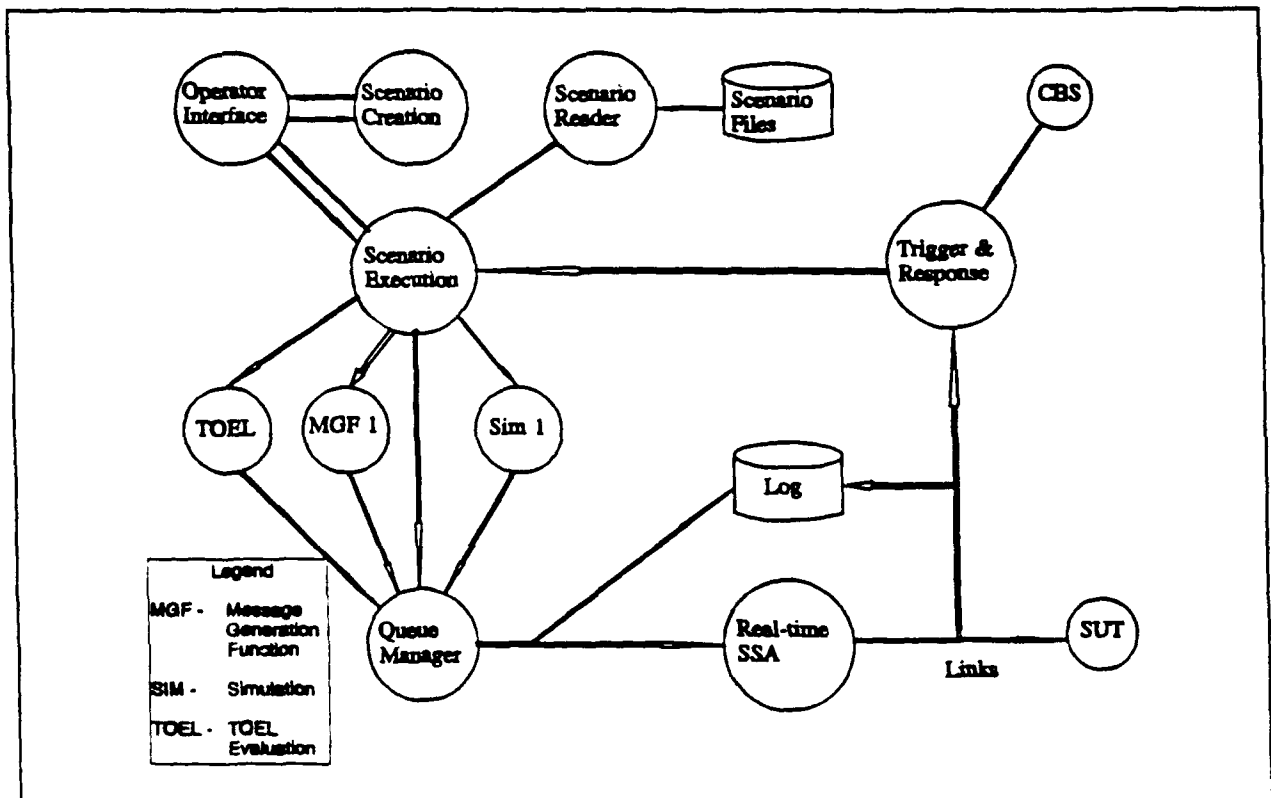 Operator
Interface
Scenario
Creation
Scenario
Reader
Scenario
Files
CBS
Scenario
Execution
Trigger &
Response
TOEL
MGF 1
Sim 1
Log
Legend
MGF - Message
Generation
Function
SIM - Simulation
TOEL - TOEL
Evaluation
Queue
Manager
Real-time
SSA
Links
SUT